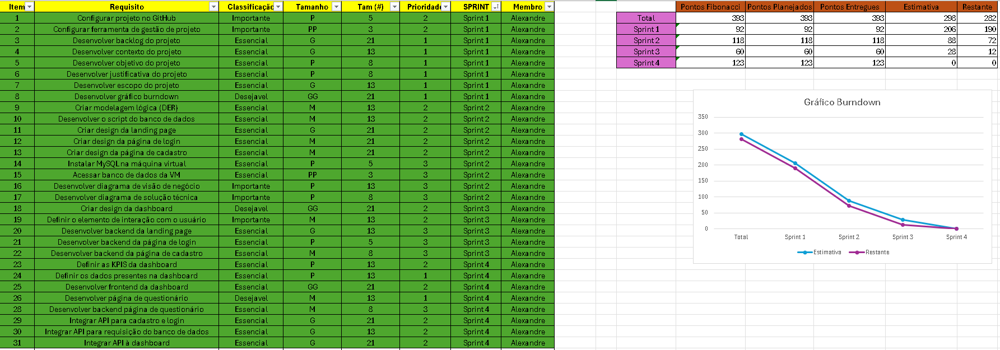 Item Requisito Classificação Tamanho Tam (#) Prioridade SPRINT Membro
1 Configurar projeto no GitHub Importante P 5 2 Sprint 1 Alexandre
2 Configurar ferramenta de gestão de projeto Importante PP 3 2 Sprint 1 Alexandre
3 Desenvolver backlog do projeto Essencial G 21 1 Sprint 1 Alexandre
4 Desenvolver contexto do projeto Essencial G 13 1 Sprint 1 Alexandre
5 Desenvolver objetivo do projeto Essencial P 8 1 Sprint 1 Alexandre
6 Desenvolver justificativa do projeto Essencial P 8 1 Sprint 1 Alexandre
7 Desenvolver escopo do projeto Essencial G 13 1 Sprint 1 Alexandre
8 Desenvolver gráfico burndown Desejavel GG 21 1 Sprint 1 Alexandre
9 Criar modelagem lógica (DER) Essencial M 13 2 Sprint 2 Alexandre
10 Desenvolver o script do banco de dados Essencial M 13 2 Sprint 2 Alexandre
11 Criar design da landing page Essencial G 21 2 Sprint 2 Alexandre
12 Criar design da página de login Essencial M 21 2 Sprint 2 Alexandre
13 Criar design da página de cadastro Essencial M 21 2 Sprint 2 Alexandre
14 Instalar MySQL na máquina virtual Essencial P 5 3 Sprint 2 Alexandre
15 Acessar banco de dados da VM Essencial PP 3 3 Sprint 2 Alexandre
16 Desenvolver diagrama de visão de negócio Importante P 13 3 Sprint 2 Alexandre
17 Desenvolver diagrama de solução técnica Importante P 8 3 Sprint 2 Alexandre
18 Criar design da dashboard Desejavel GG 21 2 Sprint 3 Alexandre
19 Definir o elemento de interação com o usuário Importante M 13 2 Sprint 3 Alexandre
20 Desenvolver backend da landing page Essencial G 13 3 Sprint 3 Alexandre
21 Desenvolver backend da página de login Essencial P 5 3 Sprint 3 Alexandre
22 Desenvolver backend da página de cadastro Essencial M 8 3 Sprint 3 Alexandre
23 Definir as KPIS da dashboard Essencial P 13 2 Sprint 4 Alexandre
24 Definir os dados presentes na dashboard Essencial P 13 1 Sprint 4 Alexandre
25 Desenvolver frontend da dashboard Essencial GG 21 2 Sprint 4 Alexandre
26 Desenvolver página de questionário Desejavel M 13 1 Sprint 4 Alexandre
28 Desenvolver backend página de questionário Essencial M 8 3 Sprint 4 Alexandre
29 Integrar API para cadastro e login Essencial G 21 2 Sprint 4 Alexandre
30 Integrar API para requisição do banco de dados Essencial G 13 2 Sprint 4 Alexandre
31 Integrar API à dashboard Essencial G 21 2 Sprint 4 Alexandre
Pontos Fibonacci Pontos Planejados Pontos Entregues Estimativa Restante
Total 393 393 393 298 282
Sprint 1 92 92 92 206 190
Sprint 2 118 118 118 88 72
Sprint 3 60 60 60 28 12
Sprint 4 123 123 123 0 0
Gráfico Burndown
350
300
250
200
150
100
50
0
Total Sprint 1 Sprint 2 Sprint 3 Sprint 4
Estimativa Restante